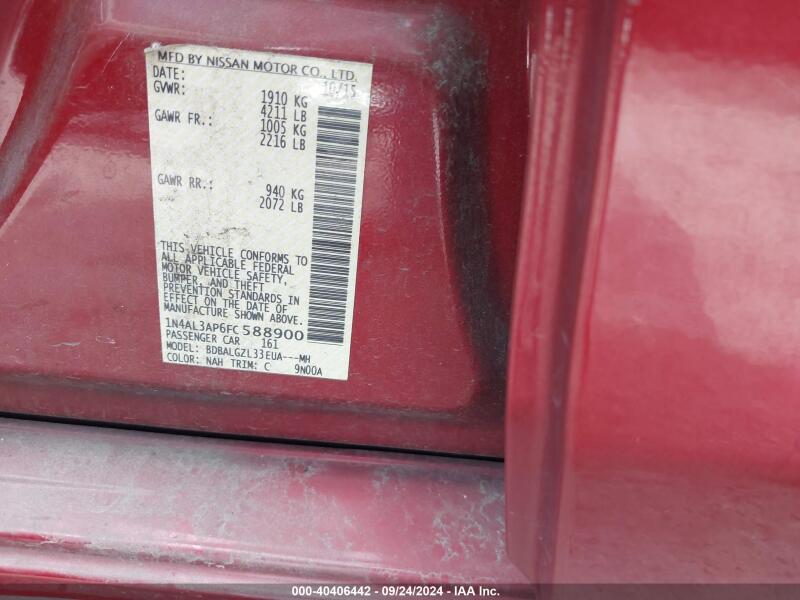 MFD BY NISSAN MOTOR CO., LTD.
DATE: 10/15
GVWR: 1910 KG
4211 LB
GAWR FR.: 1005 KG
2216 LB
GAWR RR.: 940 KG
2072 LB
THIS VEHICLE CONFORMS TO
ALL APPLICABLE FEDERAL
MOTOR VEHICLE SAFETY,
BUMPER, AND THEFT
PREVENTION STANDARDS IN
EFFECT ON THE DATE OF
MANUFACTURE SHOWN ABOVE.
1N4AL3AP6FC588900
PASSENGER CAR 161
MODEL: BDBALGZL33EUA---MH
COLOR: NAH TRIM: C 9N00A
000-40406442 - 09/24/2024 - IAA Inc.